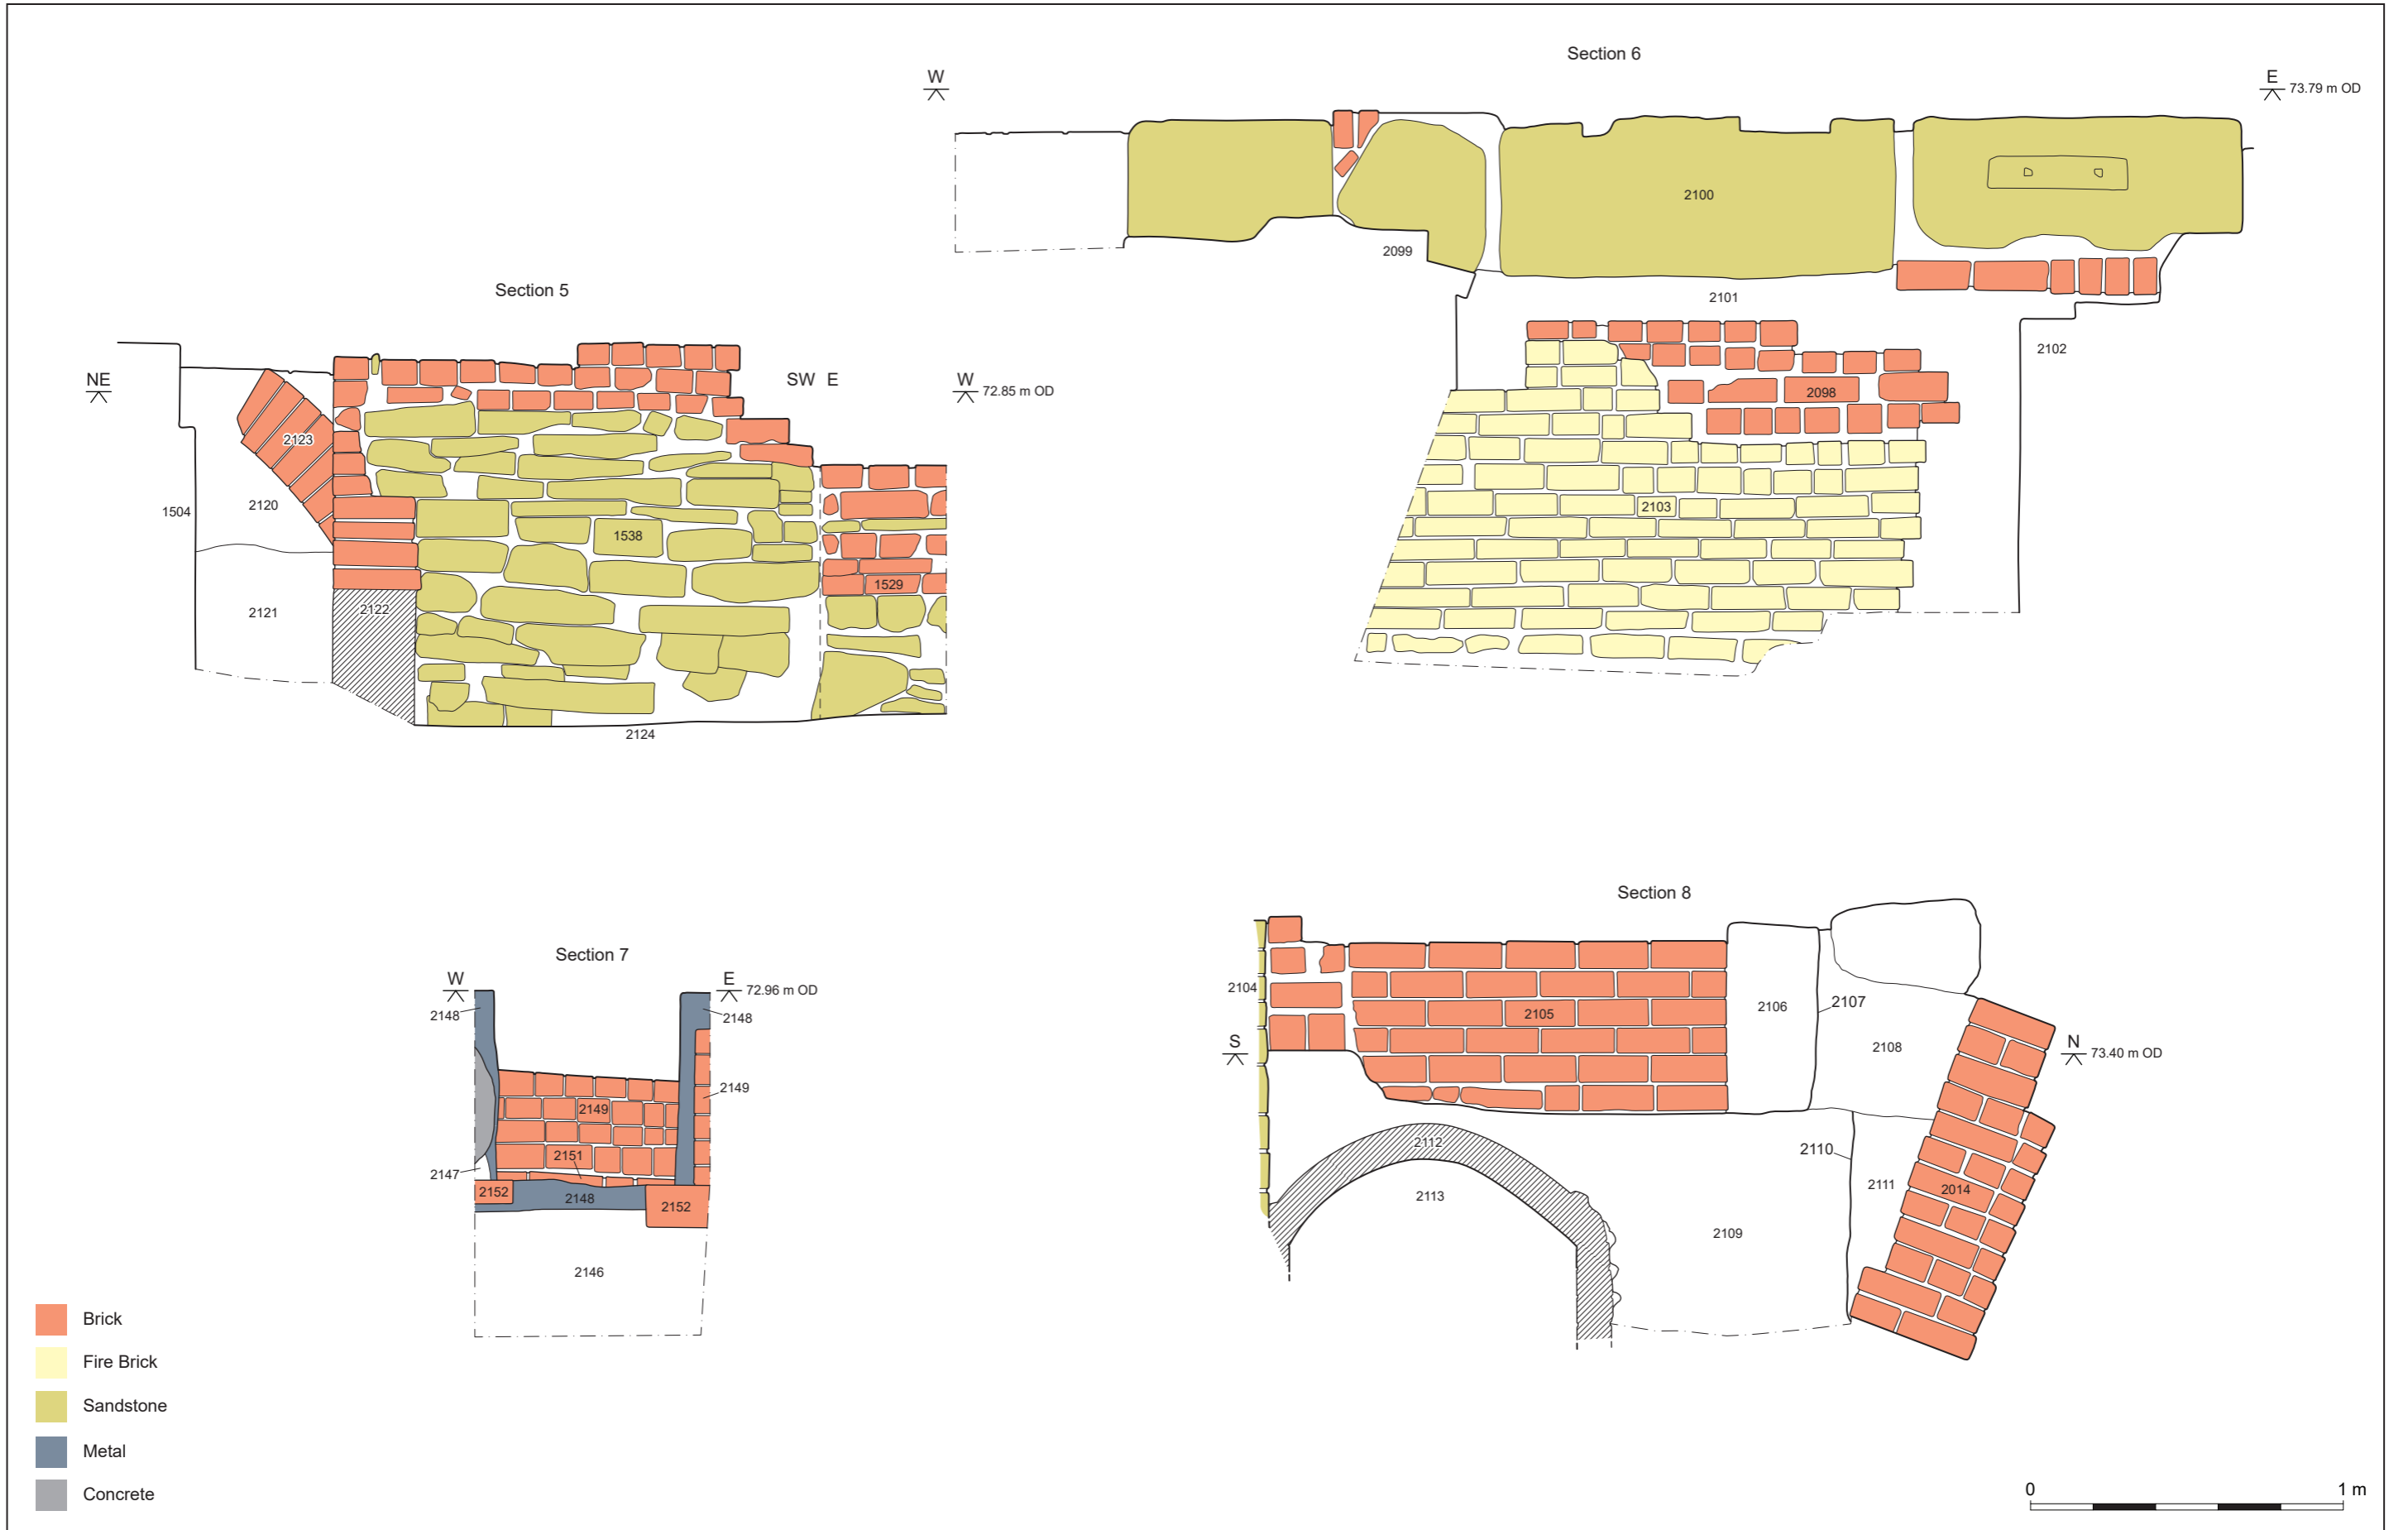 Section 6
W
E
73.79 m OD
2100
2099
2101
2102
2098
2103
Section 5
NE
SW E
W
72.85 m OD
2123
1504
2120
1538
1529
2121
2122
2124
Section 7
W
E
72.96 m OD
2148
2148
2149
2149
2151
2147
2152
2148
2152
2146
Section 8
2104
2105
2106
2107
2108
S
N
73.40 m OD
2112
2110
2113
2111
2014
2109
Brick
Fire Brick
Sandstone
Metal
Concrete
0
1 m